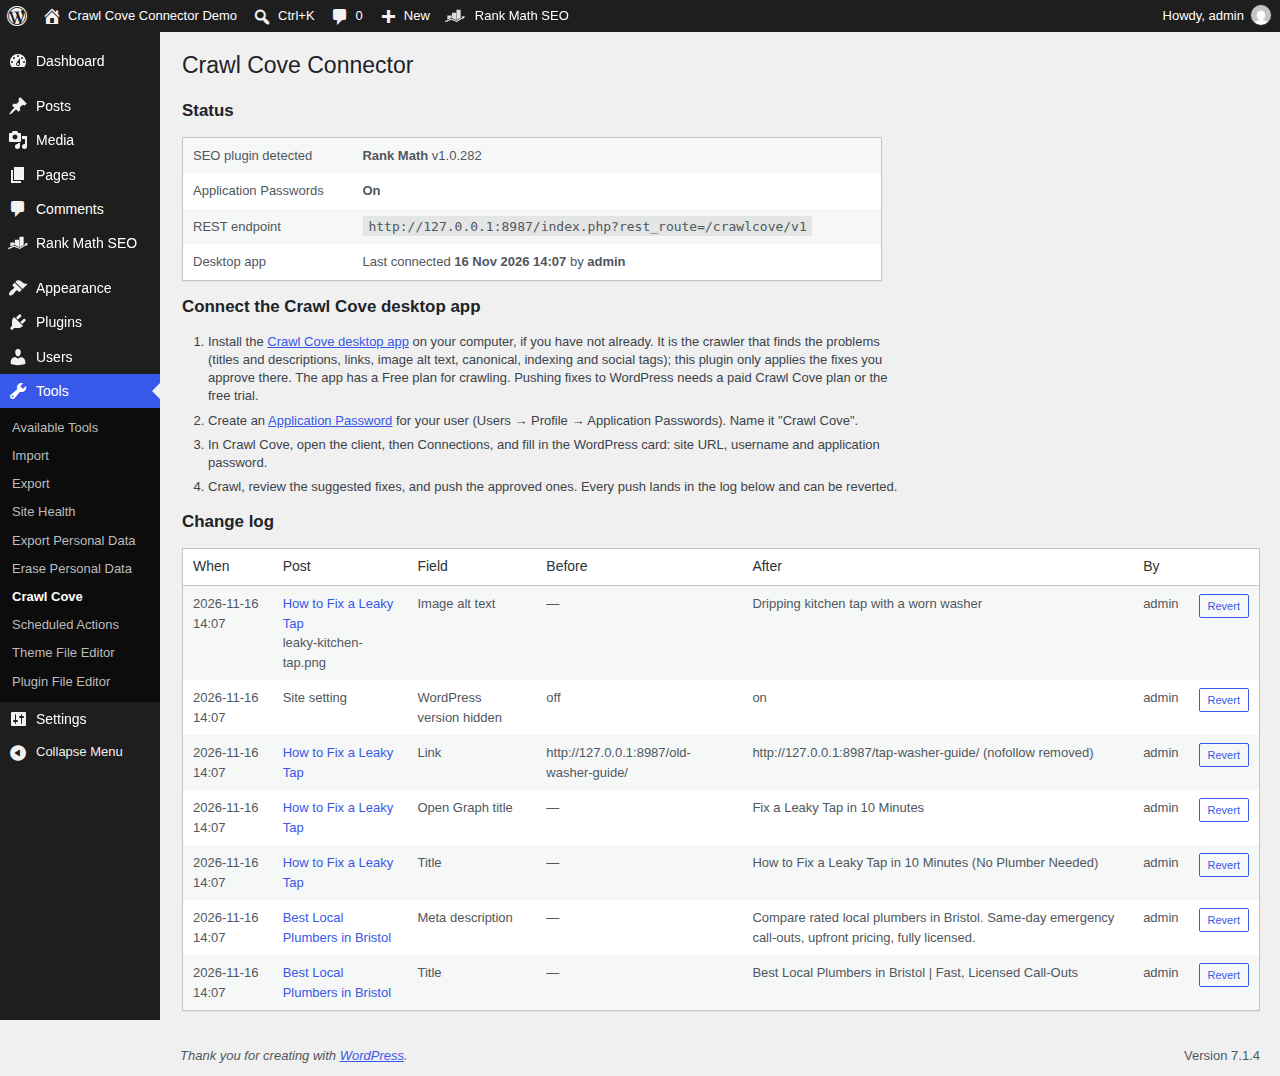 Crawl Cove Connector Demo Ctrl+K 0 New Rank Math SEO Howdy, admin
Dashboard
Posts
Media
Pages
Comments
Rank Math SEO
Appearance
Plugins
Users
Tools
Available Tools
Import
Export
Site Health
Export Personal Data
Erase Personal Data
Crawl Cove
Scheduled Actions
Theme File Editor
Plugin File Editor
Settings
Collapse Menu
Crawl Cove Connector
Status
SEO plugin detected Rank Math v1.0.282
Application Passwords On
REST endpoint http://127.0.0.1:8987/index.php?rest_route=/crawlcove/v1
Desktop app Last connected 16 Nov 2026 14:07 by admin
Connect the Crawl Cove desktop app
1. Install the Crawl Cove desktop app on your computer, if you have not already. It is the crawler that finds the problems
(titles and descriptions, links, image alt text, canonical, indexing and social tags); this plugin only applies the fixes you
approve there. The app has a Free plan for crawling. Pushing fixes to WordPress needs a paid Crawl Cove plan or the
free trial.
2. Create an Application Password for your user (Users → Profile → Application Passwords). Name it "Crawl Cove".
3. In Crawl Cove, open the client, then Connections, and fill in the WordPress card: site URL, username and application
password.
4. Crawl, review the suggested fixes, and push the approved ones. Every push lands in the log below and can be reverted.
Change log
When Post Field Before After By
2026-11-16 How to Fix a Leaky Image alt text — Dripping kitchen tap with a worn washer admin Revert
14:07 Tap
leaky-kitchen-
tap.png
2026-11-16 Site setting WordPress off on admin Revert
14:07 version hidden
2026-11-16 How to Fix a Leaky Link http://127.0.0.1:8987/old- http://127.0.0.1:8987/tap-washer-guide/ (nofollow removed) admin Revert
14:07 Tap washer-guide/
2026-11-16 How to Fix a Leaky Open Graph title — Fix a Leaky Tap in 10 Minutes admin Revert
14:07 Tap
2026-11-16 How to Fix a Leaky Title — How to Fix a Leaky Tap in 10 Minutes (No Plumber Needed) admin Revert
14:07 Tap
2026-11-16 Best Local Meta description — Compare rated local plumbers in Bristol. Same-day emergency admin Revert
14:07 Plumbers in Bristol call-outs, upfront pricing, fully licensed.
2026-11-16 Best Local Title — Best Local Plumbers in Bristol | Fast, Licensed Call-Outs admin Revert
14:07 Plumbers in Bristol
Thank you for creating with WordPress. Version 7.1.4